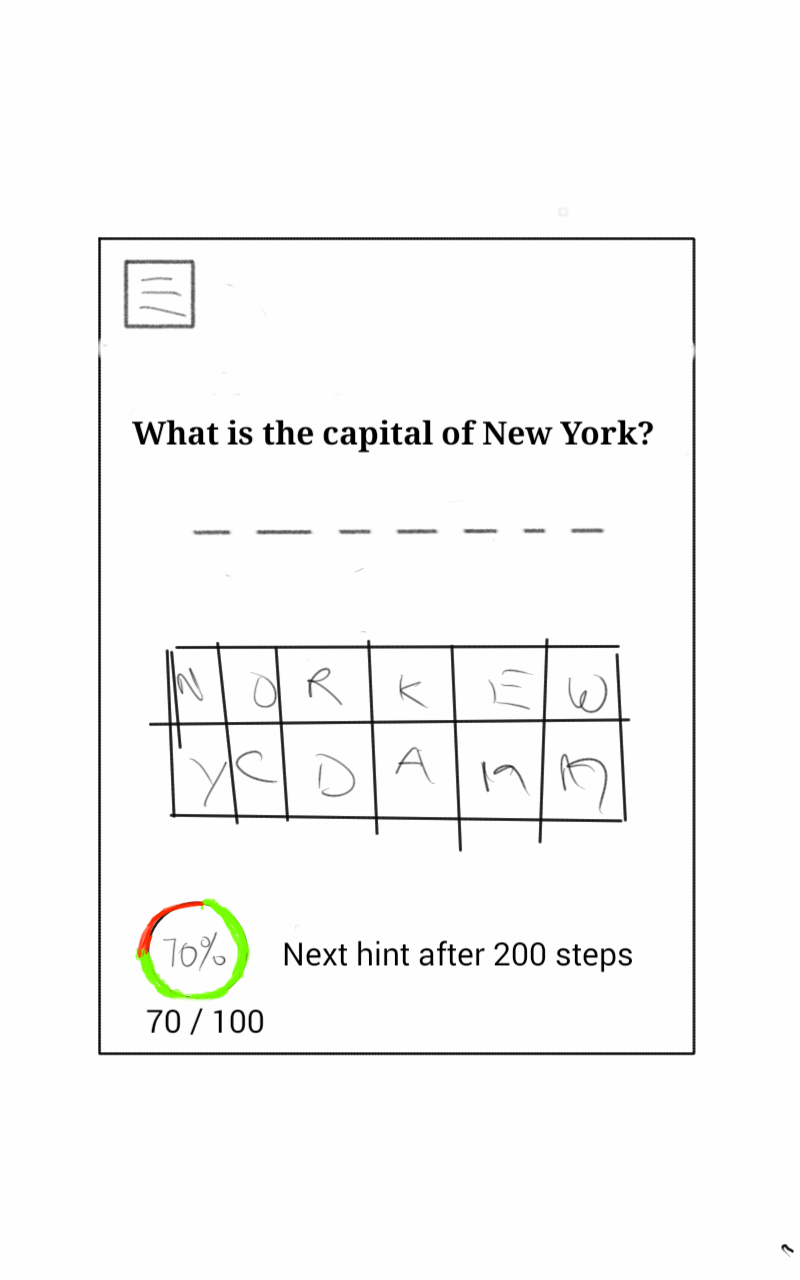 What is the capital of New York?
N O R K E W
Y C D A
70%
Next hint after 200 steps
70 / 100